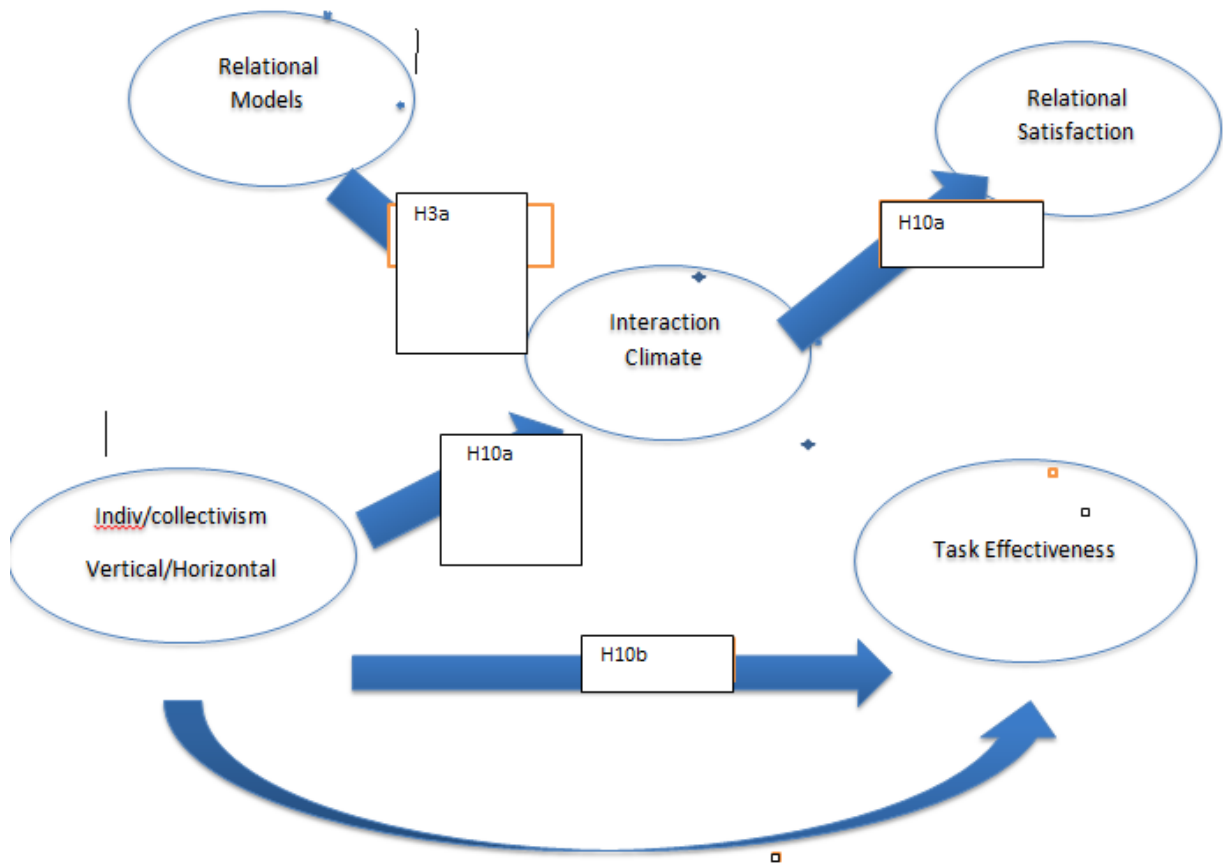 Relational
Models
Relational
Satisfaction
H3a
H10a
Interaction
Climate
H10a
Indiv/collectivism
Vertical/Horizontal
Task Effectiveness
H10b